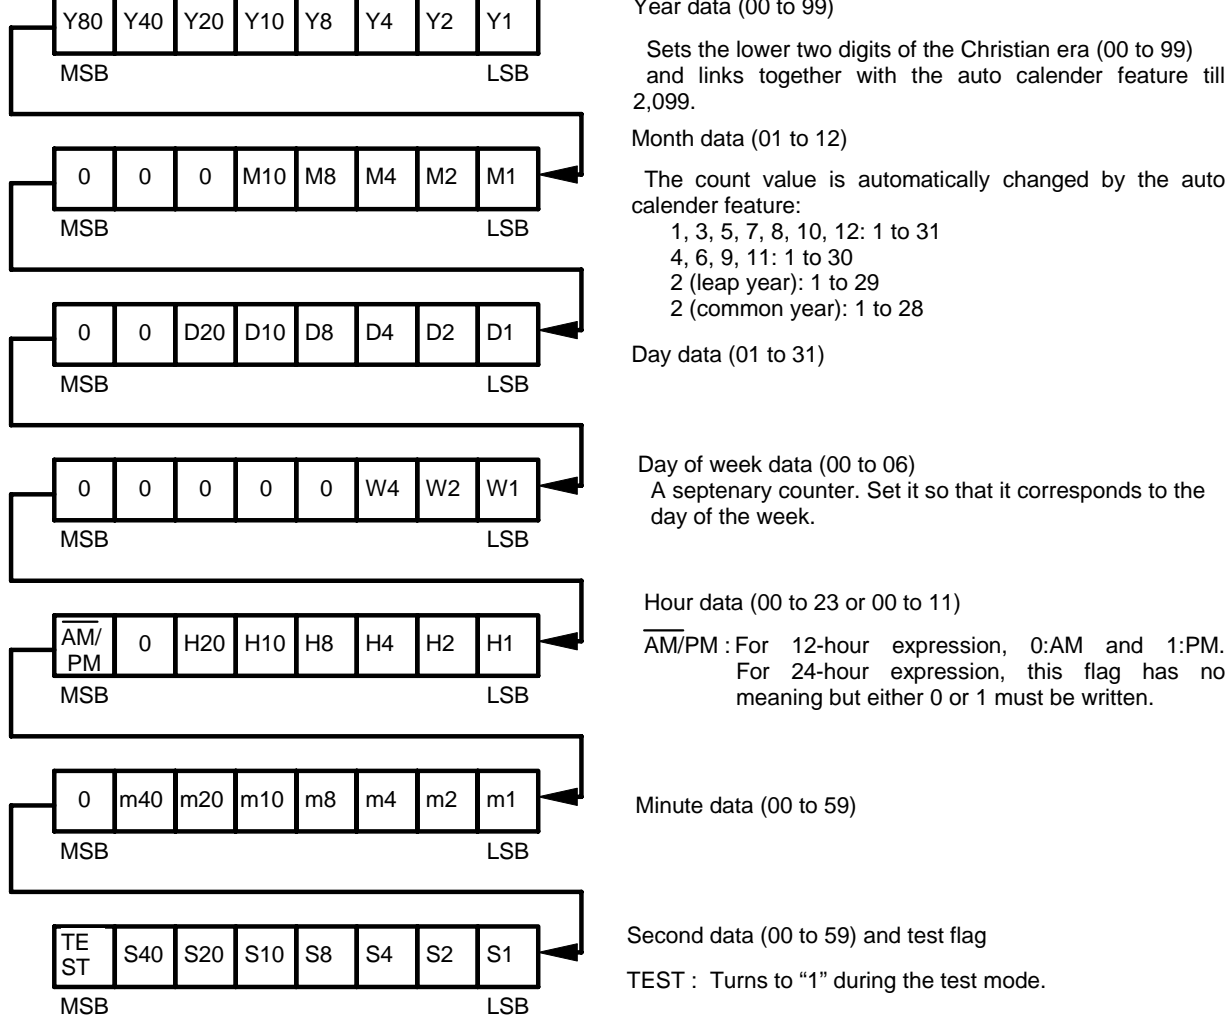 Y80 Y40 Y20 Y10 Y8 Y4 Y2 Y1
MSB LSB
Year data (00 to 99)
Sets the lower two digits of the Christian era (00 to 99)
and links together with the auto calender feature till
2,099.
0 0 0 M10 M8 M4 M2 M1
MSB LSB
Month data (01 to 12)
The count value is automatically changed by the auto
calender feature:
1, 3, 5, 7, 8, 10, 12: 1 to 31
4, 6, 9, 11: 1 to 30
2 (leap year): 1 to 29
2 (common year): 1 to 28
0 0 D20 D10 D8 D4 D2 D1
MSB LSB
Day data (01 to 31)
0 0 0 0 0 W4 W2 W1
MSB LSB
Day of week data (00 to 06)
A septenary counter. Set it so that it corresponds to the
day of the week.
AM/
PM 0 H20 H10 H8 H4 H2 H1
MSB LSB
Hour data (00 to 23 or 00 to 11)
AM/PM : For 12-hour expression, 0:AM and 1:PM.
For 24-hour expression, this flag has no
meaning but either 0 or 1 must be written.
0 m40 m20 m10 m8 m4 m2 m1
MSB LSB
Minute data (00 to 59)
TE
ST S40 S20 S10 S8 S4 S2 S1
MSB LSB
Second data (00 to 59) and test flag
TEST : Turns to “1” during the test mode.